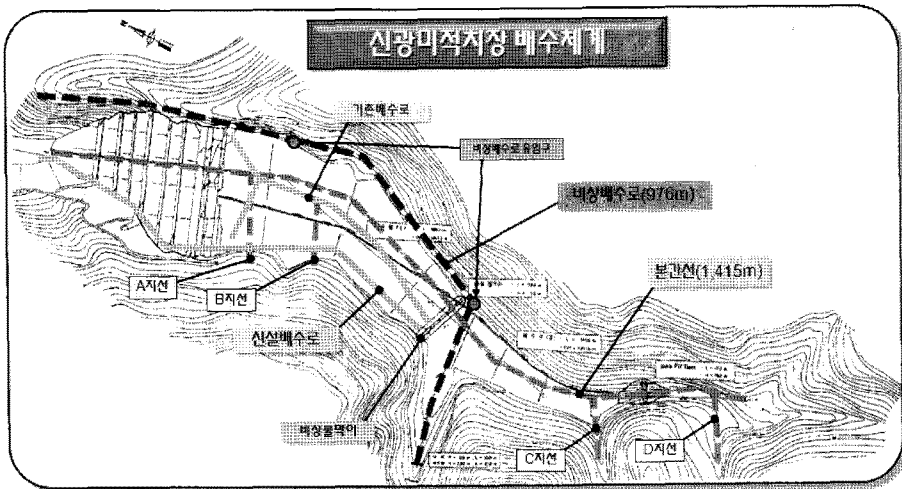 신광미적치장 배수체계
기존배수로
비상배수로 유입구
비상배수로(976m)
본간선(1,415m)
A지선
B지선
신설배수로
비상물막이
C지선
D지선